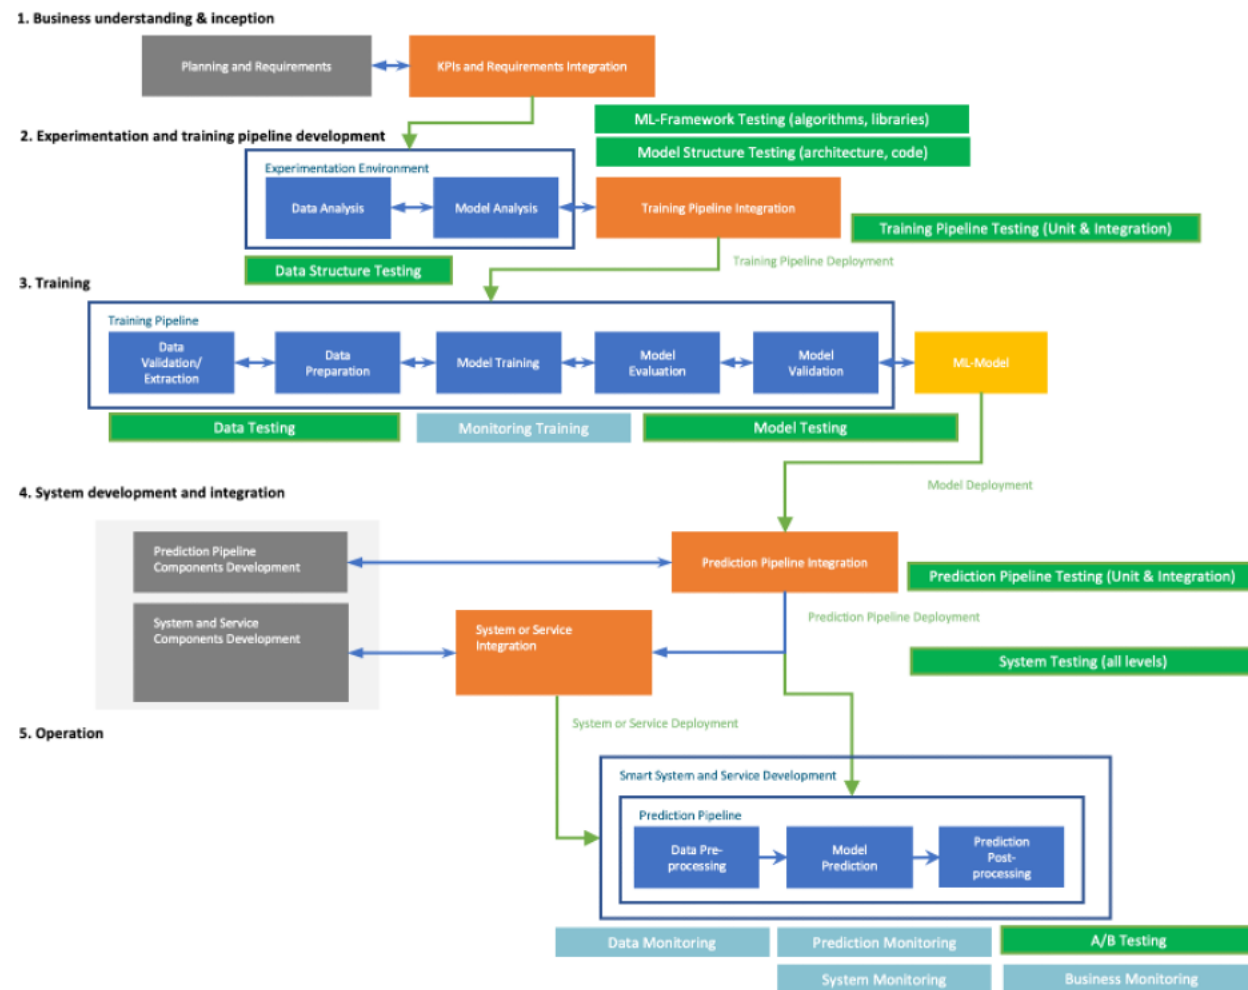 1. Business understanding & inception
Planning and Requirements
KPIs and Requirements Integration
ML-Framework Testing (algorithms, libraries)
2. Experimentation and training pipeline development
Model Structure Testing (architecture, code)
Experimentation Environment
Data Analysis
Model Analysis
Training Pipeline Integration
Training Pipeline Testing (Unit & Integration)
Data Structure Testing
Training Pipeline Deployment
3. Training
Training Pipeline
Data
Validation/
Extraction
Data
Preparation
Model Training
Model
Evaluation
Model
Validation
ML-Model
Data Testing
Monitoring Training
Model Testing
Model Deployment
4. System development and integration
Prediction Pipeline
Components Development
Prediction Pipeline Integration
Prediction Pipeline Testing (Unit & Integration)
System and Service
Components Development
System or Service
Integration
Prediction Pipeline Deployment
System Testing (all levels)
System or Service Deployment
5. Operation
Smart System and Service Development
Prediction Pipeline
Data Pre-
processing
Model
Prediction
Prediction
Post-
processing
Data Monitoring
Prediction Monitoring
A/B Testing
System Monitoring
Business Monitoring